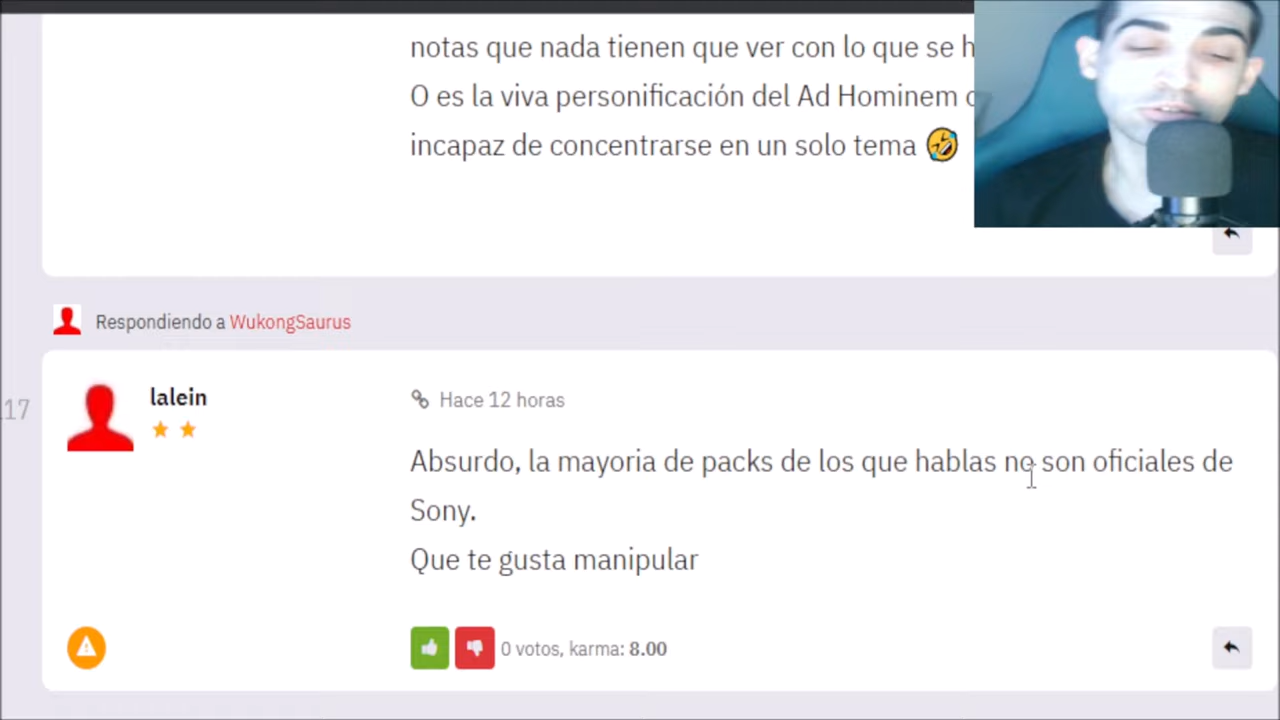 notas que nada tienen que ver con lo que se
O es la viva personificación del Ad Hominem
incapaz de concentrarse en un solo tema 🤣
Respondiendo a WukongSaurus
17
lalein
Hace 12 horas
Absurdo, la mayoria de packs de los que hablas no son oficiales de
Sony.
Que te gusta manipular
0 votos, karma: 8.00